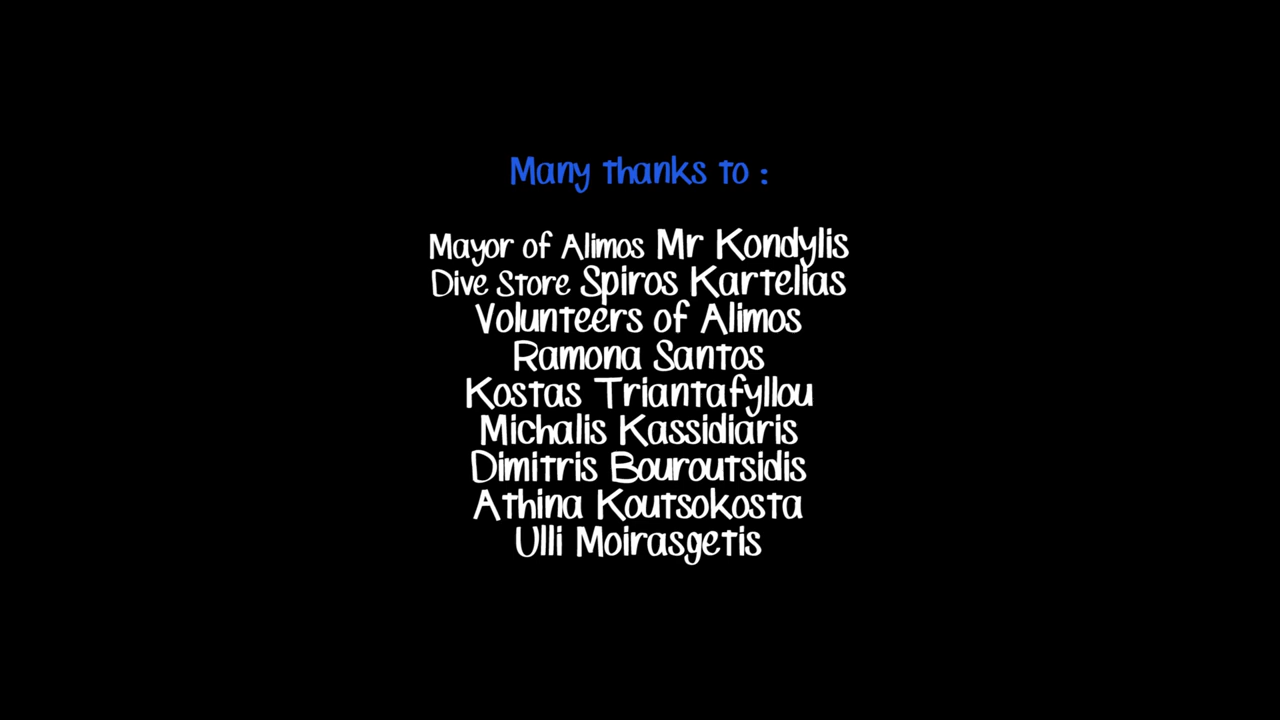 Many thanks to :
Mayor of Alimos Mr Kondylis
Dive Store Spiros Kartelias
Volunteers of Alimos
Ramona Santos
Kostas Triantafyllou
Michalis Kassidiaris
Dimitris Bouroutsidis
Athina Koutsokosta
Ulli Moirasgetis